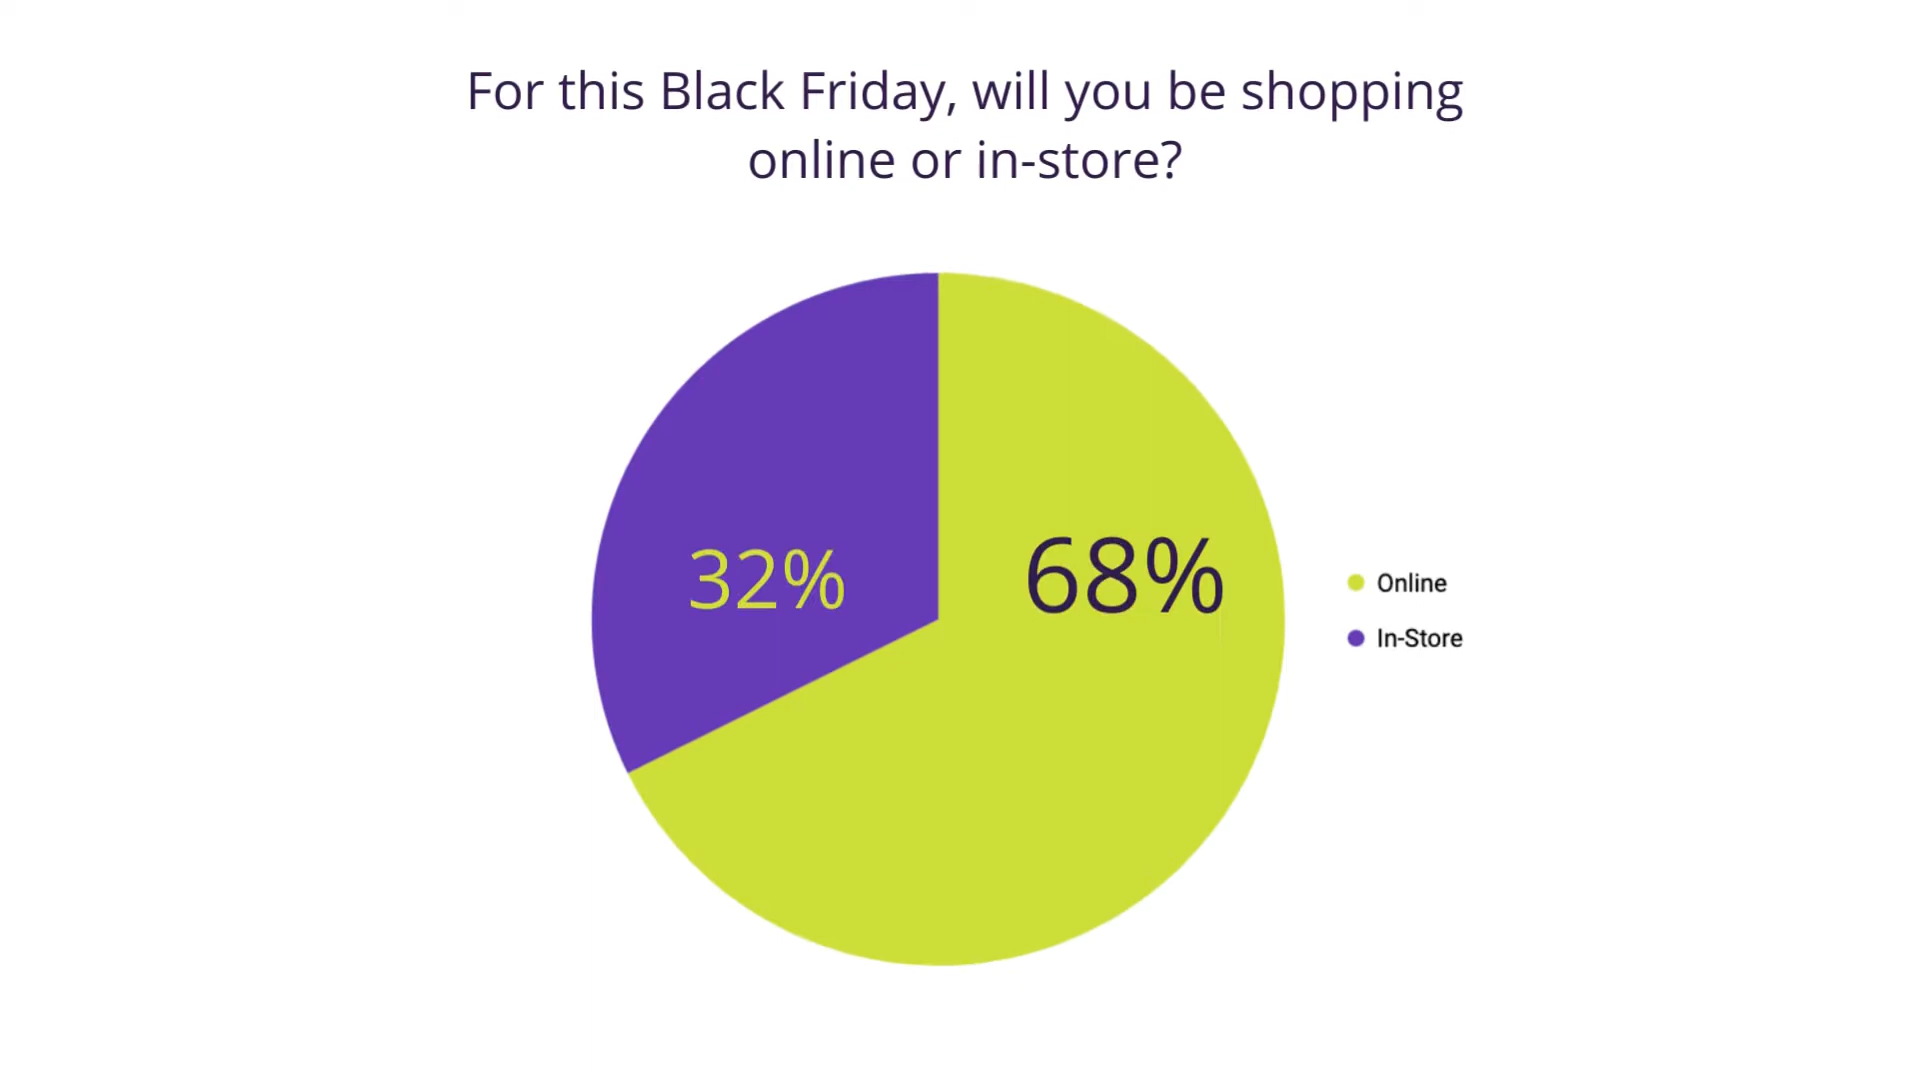 For this Black Friday, will you be shopping
online or in-store?
32%
68%
Online
In-Store